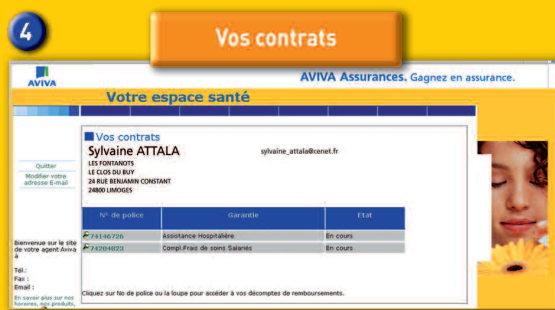 4
Vos contrats
AVIVA
AVIVA Assurances. Gagnez en assurance.
Votre espace santé
Vos contrats
Sylvaine ATTALA
sylvaine_attala@cenet.fr
LES FONTANOTS
LE CLOS DU BUY
24 RUE BENJAMIN CONSTANT
24800 LIMOGES
Quitter
Modifier votre
adresse E-mail
N° de police Garantie Etat
74146726 Assistance Hospitalière En cours
74204823 Compl.Frais de soins Salariés En cours
Bienvenue sur le site
de votre agent Aviva
à
Tél.:
Fax :
Email :
En savoir plus sur nos
horaires, nos produits,
Cliquez sur No de police ou la loupe pour accéder à vos décomptes de remboursements.